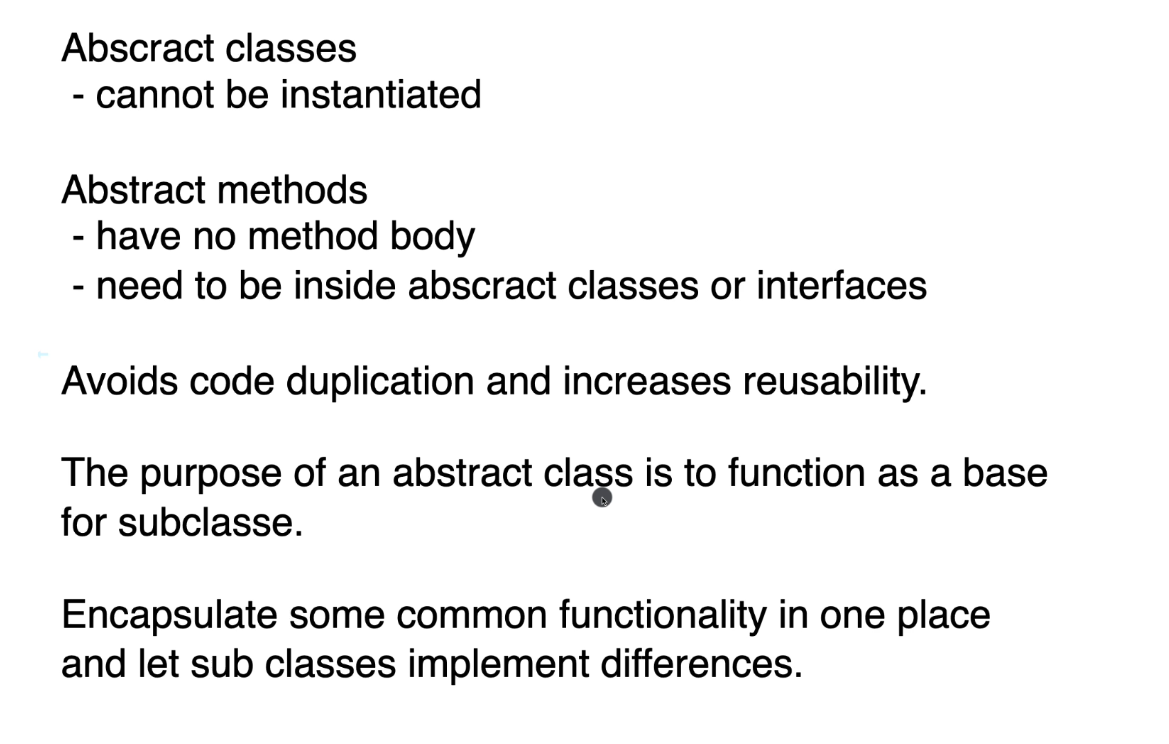 Abscract classes
- cannot be instantiated
Abstract methods
- have no method body
- need to be inside abscract classes or interfaces
Avoids code duplication and increases reusability.
The purpose of an abstract class is to function as a base
for subclasse.
Encapsulate some common functionality in one place
and let sub classes implement differences.